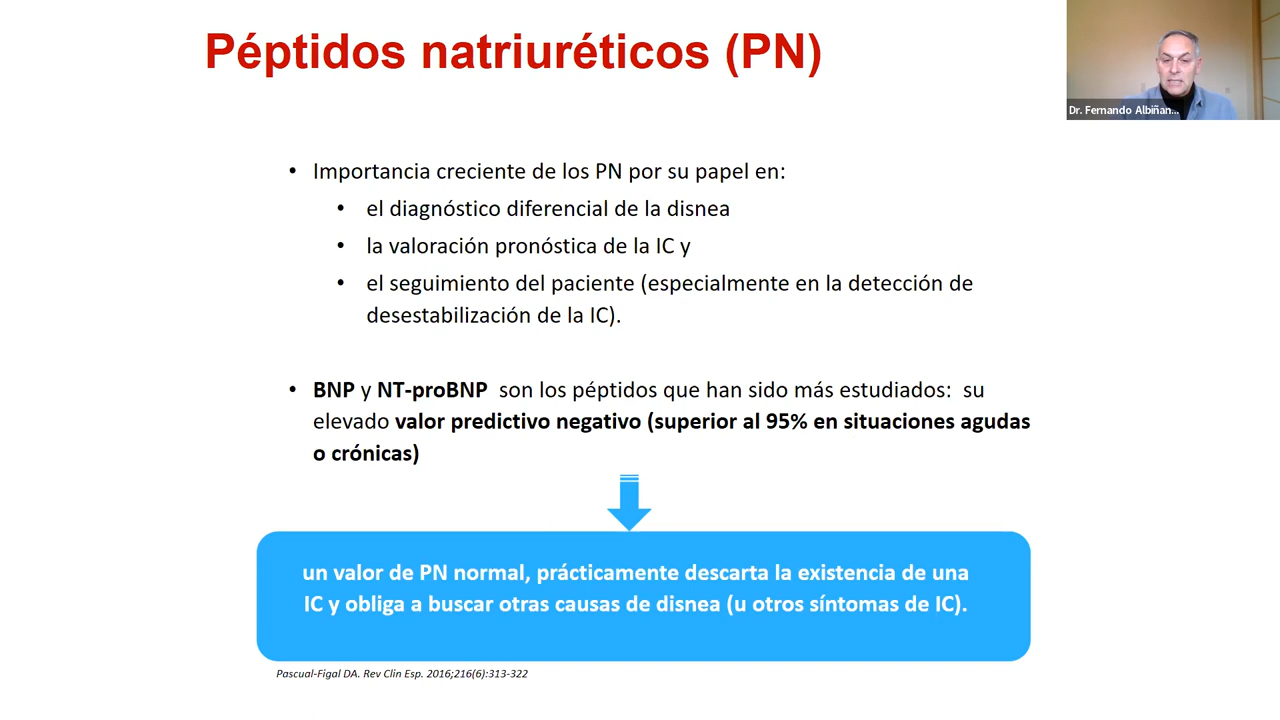 Péptidos natriuréticos (PN)
Dr. Fernando Albiñan...
• Importancia creciente de los PN por su papel en:
• el diagnóstico diferencial de la disnea
• la valoración pronóstica de la IC y
• el seguimiento del paciente (especialmente en la detección de
desestabilización de la IC).
• BNP y NT-proBNP son los péptidos que han sido más estudiados: su
elevado valor predictivo negativo (superior al 95% en situaciones agudas
o crónicas)
un valor de PN normal, prácticamente descarta la existencia de una
IC y obliga a buscar otras causas de disnea (u otros síntomas de IC).
Pascual-Figal DA. Rev Clin Esp. 2016;216(6):313-322